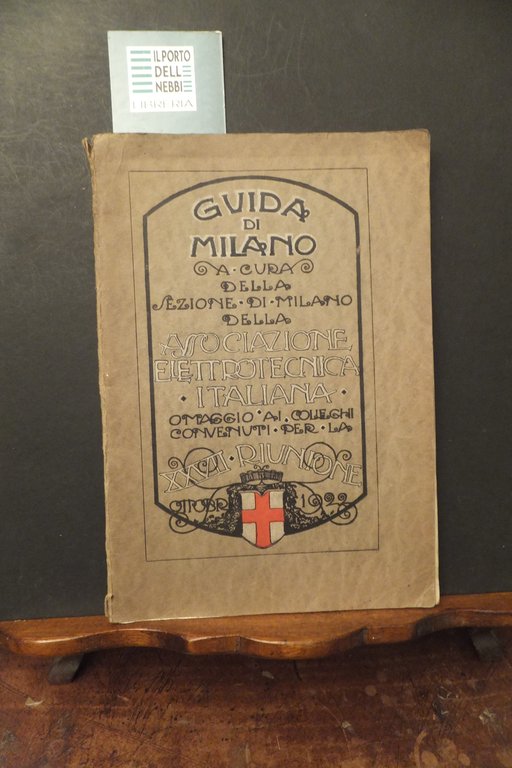 IL PORTO
DELL
NEBBI
LIBRERIA
GUIDA
DI
MILANO
A · CURA
DELLA
SEZIONE · DI · MILANO
DELLA
ASSOCIAZIONE
ELETTROTECNICA
· ITALIANA ·
OMAGGIO · AI · COLLEGHI
CONVENUTI · PER · LA
RIUNIONE
1922